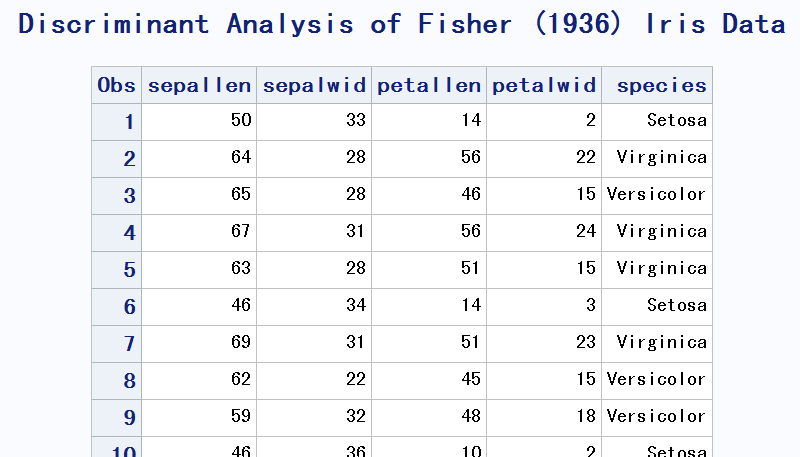 Discriminant Analysis of Fisher (1936) Iris Data
Obs sepallen sepalwid petallen petalwid species
1 50 33 14 2 Setosa
2 64 28 56 22 Virginica
3 65 28 46 15 Versicolor
4 67 31 56 24 Virginica
5 63 28 51 15 Virginica
6 46 34 14 3 Setosa
7 69 31 51 23 Virginica
8 62 22 45 15 Versicolor
9 59 32 48 18 Versicolor
10 46 36 10 2 Setosa